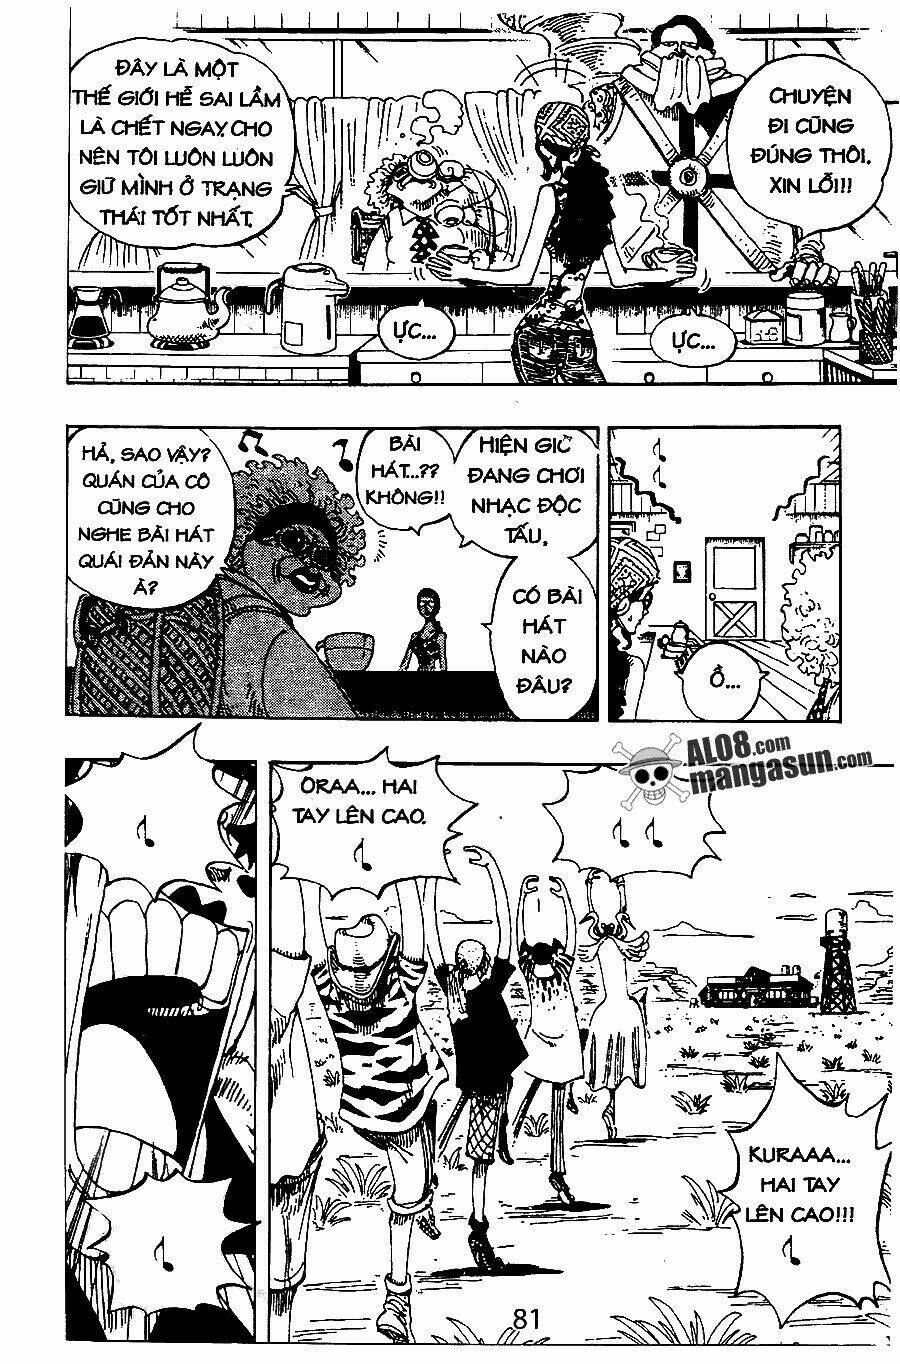 ĐÂY LÀ MỘT
THẾ GIỚI HỄ SAI LẦM
LÀ CHẾT NGAY CHO
NÊN TÔI LUÔN LUÔN
GIỮ MÌNH Ở TRẠNG
THÁI TỐT NHẤT.
CHUYỆN
ĐI CŨNG
ĐÚNG THÔI.
XIN LỖI!!!
ỰC...
ỰC...
HẢ, SAO VẬY?
QUÁN CỦA CÔ
CŨNG CHO
NGHE BÀI HÁT
QUÁI ĐẢN NÀY
À?
BÀI
HÁT...??
KHÔNG!!
HIỆN GIỜ
ĐANG CHƠI
NHẠC ĐỘC
TẤU.
CÓ BÀI
HÁT
NÀO
ĐÂU?
Ồ...
AL08.com
mangasun.com
ORAA... HAI
TAY LÊN CAO.
KURAAA...
HAI TAY
LÊN CAO!!!
81